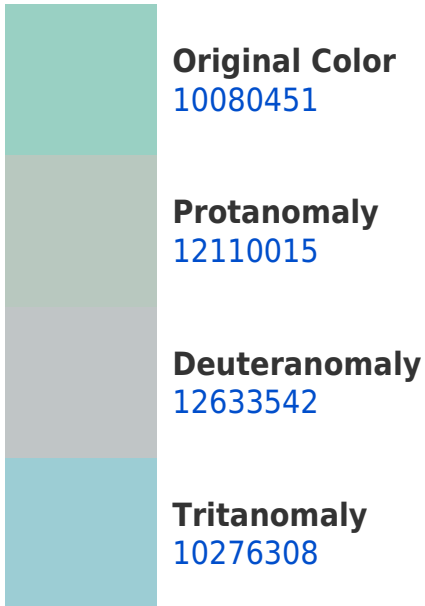 Original Color
10080451
Protanomaly
12110015
Deuteranomaly
12633542
Tritanomaly
10276308